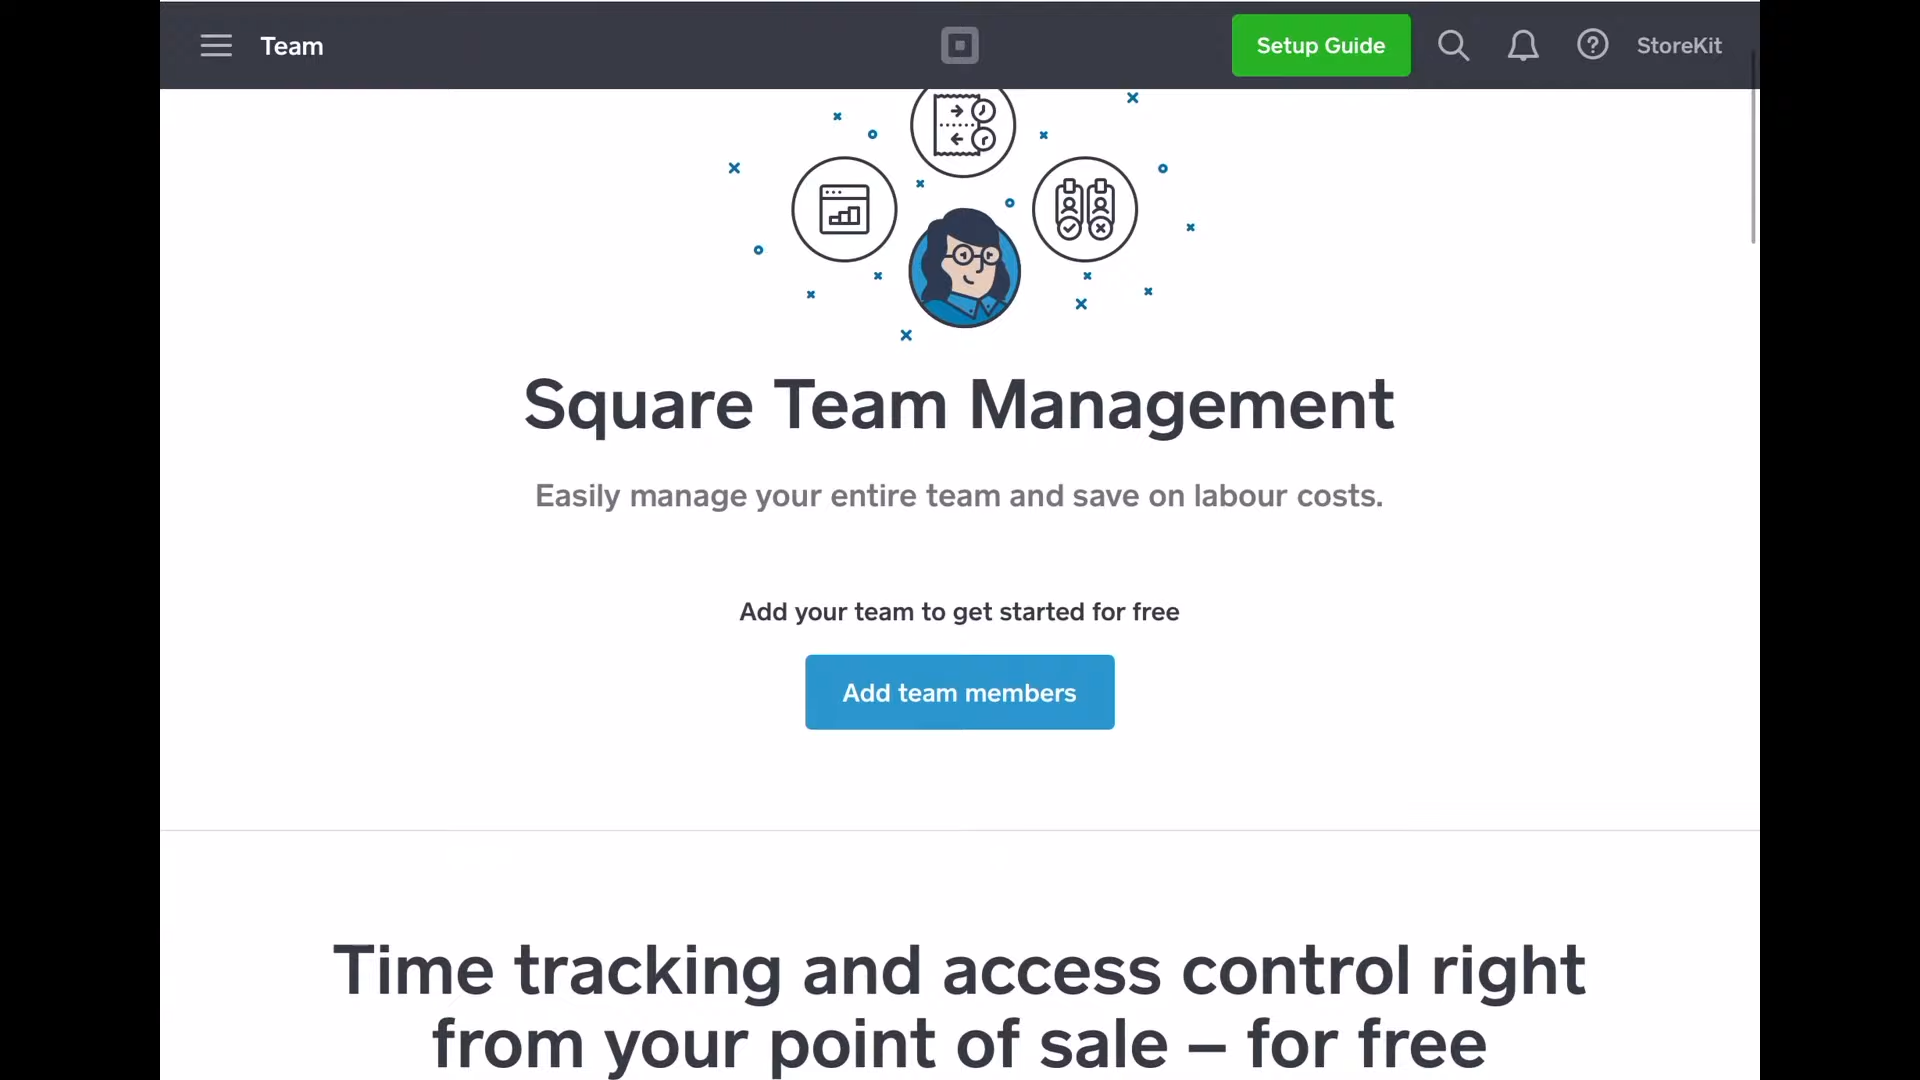 Team
Setup Guide
StoreKit
Square Team Management
Easily manage your entire team and save on labour costs.
Add your team to get started for free
Add team members
Time tracking and access control right
from your point of sale – for free